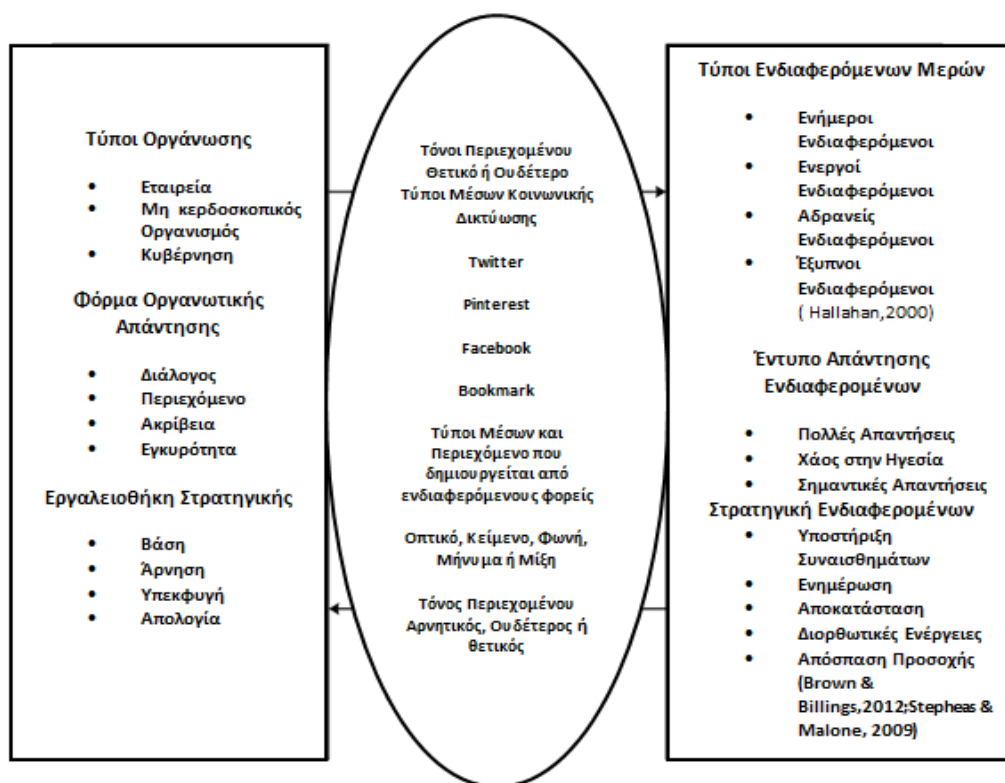 Τύποι Οργάνωσης
• Εταιρεία
• Μη κερδοσκοπικός
Οργανισμός
• Κυβέρνηση
Φόρμα Οργανωτικής
Απάντησης
• Διάλογος
• Περιεχόμενο
• Ακρίβεια
• Εγκυρότητα
Εργαλειοθήκη Στρατηγικής
• Βάση
• Άρνηση
• Υπεκφυγή
• Απολογία
Τόνοι Περιεχομένου
Θετικό ή Ουδέτερο
Τύποι Μέσων Κοινωνικής
Δικτύωσης
Twitter
Pinterest
Facebook
Bookmark
Τύποι Μέσων και
Περιεχόμενο που
δημιουργείται από
ενδιαφερόμενους φορείς
Οπτικό, Κείμενο, Φωνή,
Μήνυμα ή Μίξη
Τόνος Περιεχομένου
Αρνητικός, Ουδέτερος ή
θετικός
Τύποι Ενδιαφερόμενων Μερών
• Ενήμεροι
Ενδιαφερόμενοι
• Ενεργοί
Ενδιαφερόμενοι
• Αδρανείς
Ενδιαφερόμενοι
• Έξυπνοι
Ενδιαφερόμενοι
( Hallahan,2000)
Έντυπο Απάντησης
Ενδιαφερομένων
• Πολλές Απαντήσεις
• Χάος στην Ηγεσία
• Σημαντικές Απαντήσεις
Στρατηγική Ενδιαφερομένων
• Υποστήριξη
Συναισθημάτων
• Ενημέρωση
• Αποκατάσταση
• Διορθωτικές Ενέργειες
• Απόσπαση Προσοχής
(Brown &
Billings,2012;Stepheas &
Malone, 2009)